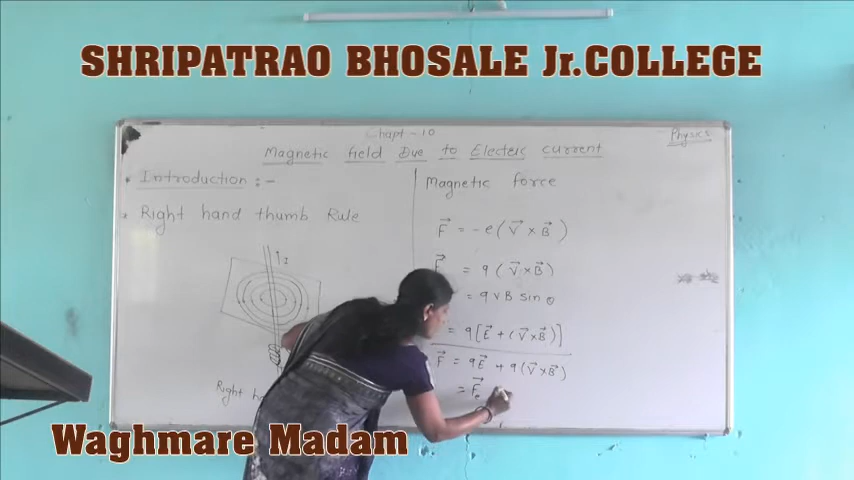 SHRIPATRAO BHOSALE Jr.COLLEGE
Chapt - 10
Physics
Magnetic field Due to Electric current
Introduction :-
Right hand thumb Rule
I
Right
Magnetic force
F⃗ = -e (V⃗ × B⃗)
F⃗ = q (V⃗ × B⃗)
= q V B sin θ
= q [E⃗ + (V⃗ × B⃗)]
F⃗ = qE⃗ + q (V⃗ × B⃗)
= F⃗e
Waghmare Madam